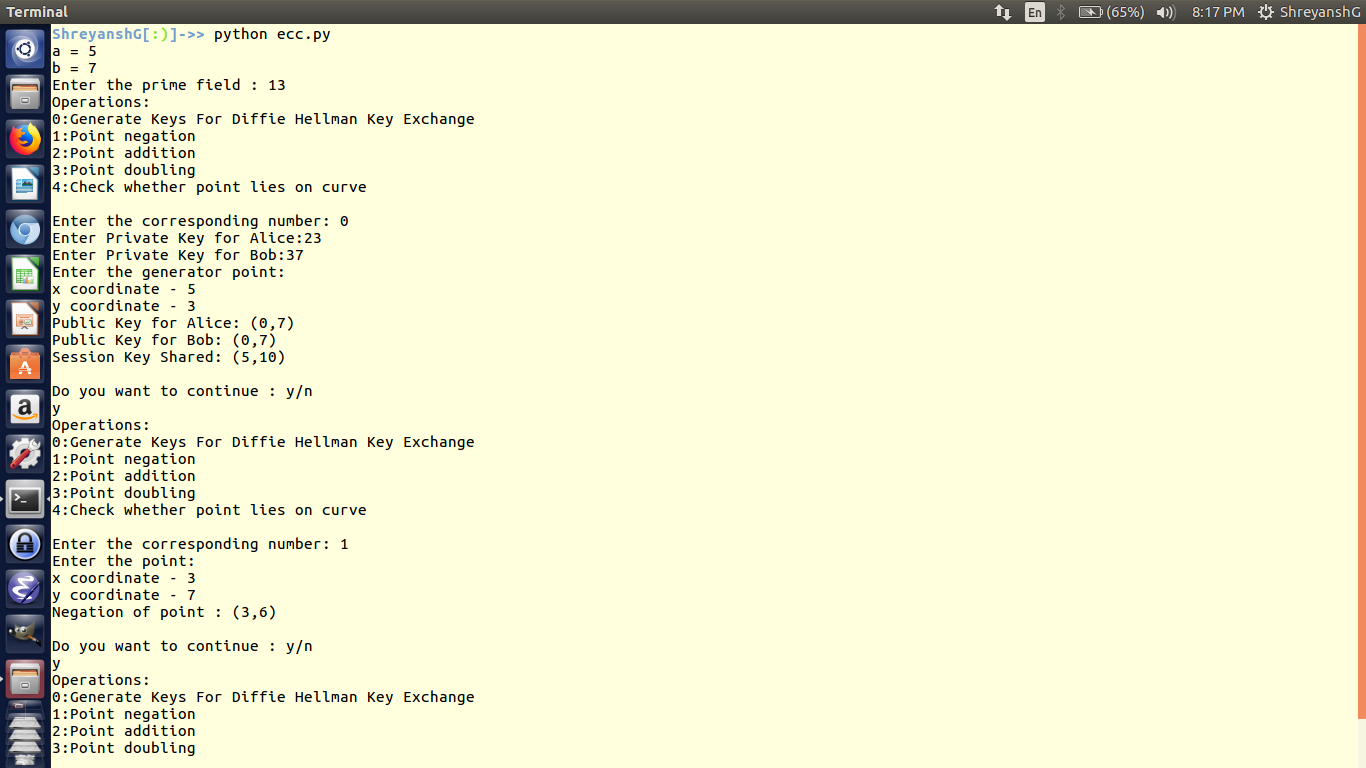 Terminal
En
(65%)
8:17 PM
ShreyanshG
ShreyanshG[:)]->> python ecc.py
a = 5
b = 7
Enter the prime field : 13
Operations:
0:Generate Keys For Diffie Hellman Key Exchange
1:Point negation
2:Point addition
3:Point doubling
4:Check whether point lies on curve
Enter the corresponding number: 0
Enter Private Key for Alice:23
Enter Private Key for Bob:37
Enter the generator point:
x coordinate - 5
y coordinate - 3
Public Key for Alice: (0,7)
Public Key for Bob: (0,7)
Session Key Shared: (5,10)
Do you want to continue : y/n
y
Operations:
0:Generate Keys For Diffie Hellman Key Exchange
1:Point negation
2:Point addition
3:Point doubling
4:Check whether point lies on curve
Enter the corresponding number: 1
Enter the point:
x coordinate - 3
y coordinate - 7
Negation of point : (3,6)
Do you want to continue : y/n
y
Operations:
0:Generate Keys For Diffie Hellman Key Exchange
1:Point negation
2:Point addition
3:Point doubling